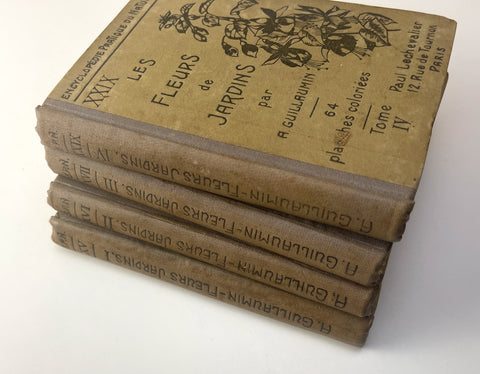 ENCYCLOPÉDIE PRATIQUE DU NATU
XXIX
LES
FLEURS
de
JARDINS
par
A. GUILLAUMIN
64
planches coloriées
Tome
IV
Paul Lechevalier
12 Rue de Tournon
PARIS
A. GUILLAUMIN-FLEURS JARDINS. IV
A. GUILLAUMIN-FLEURS JARDINS. III
A. GUILLAUMIN-FLEURS JARDINS. II
A. GUILLAUMIN-FLEURS JARDINS. I